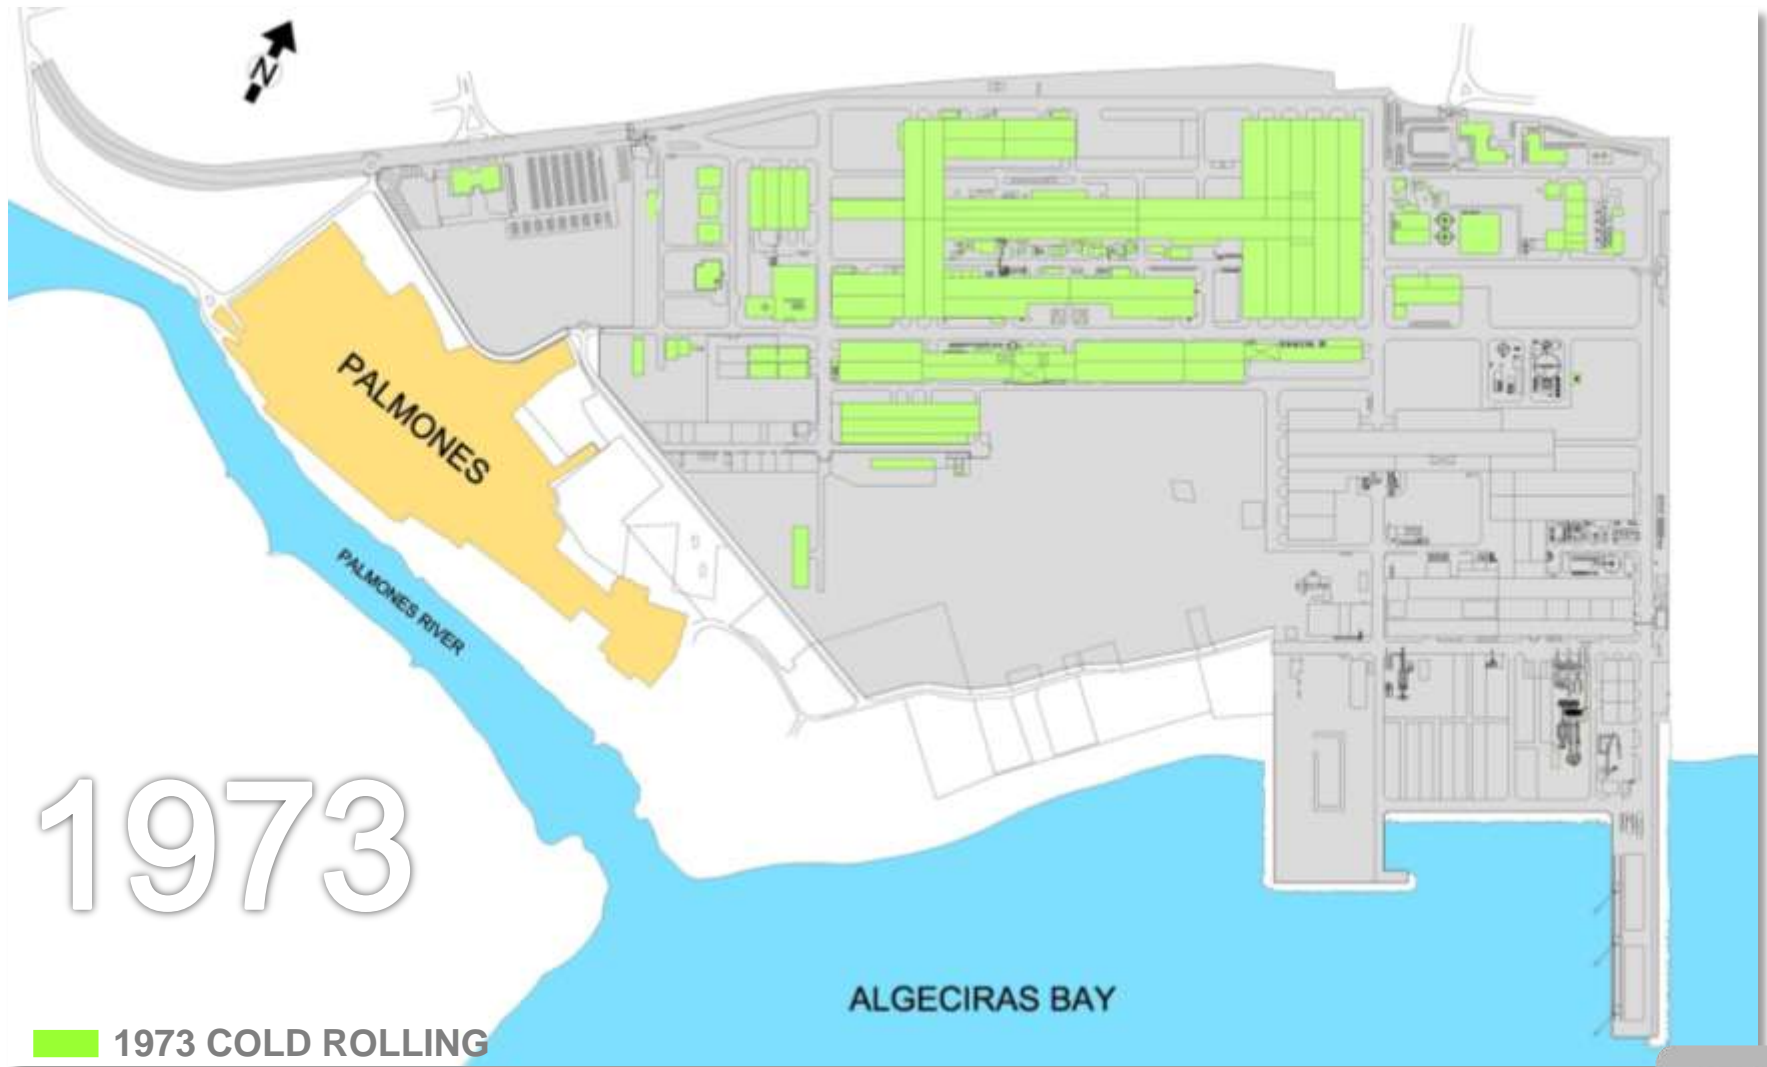 N
PALMONES
PALMONES RIVER
1973
ALGECIRAS BAY
1973 COLD ROLLING